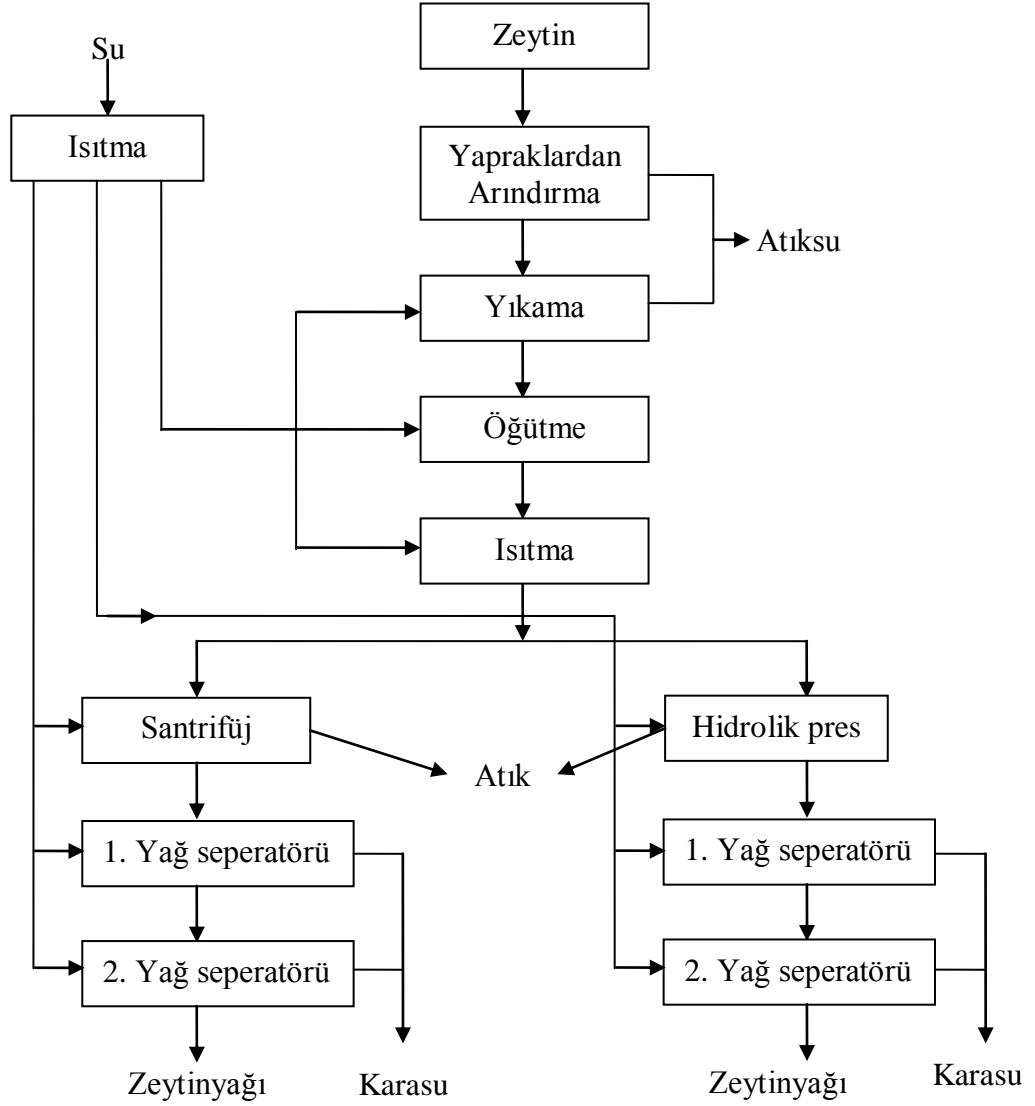 Zeytin
Su
Isıtma
Yapraklardan
Arındırma
Atıksu
Yıkama
Öğütme
Isıtma
Santrifüj
Hidrolik pres
Atık
1. Yağ seperatörü
1. Yağ seperatörü
2. Yağ seperatörü
2. Yağ seperatörü
Zeytinyağı
Karasu
Zeytinyağı
Karasu